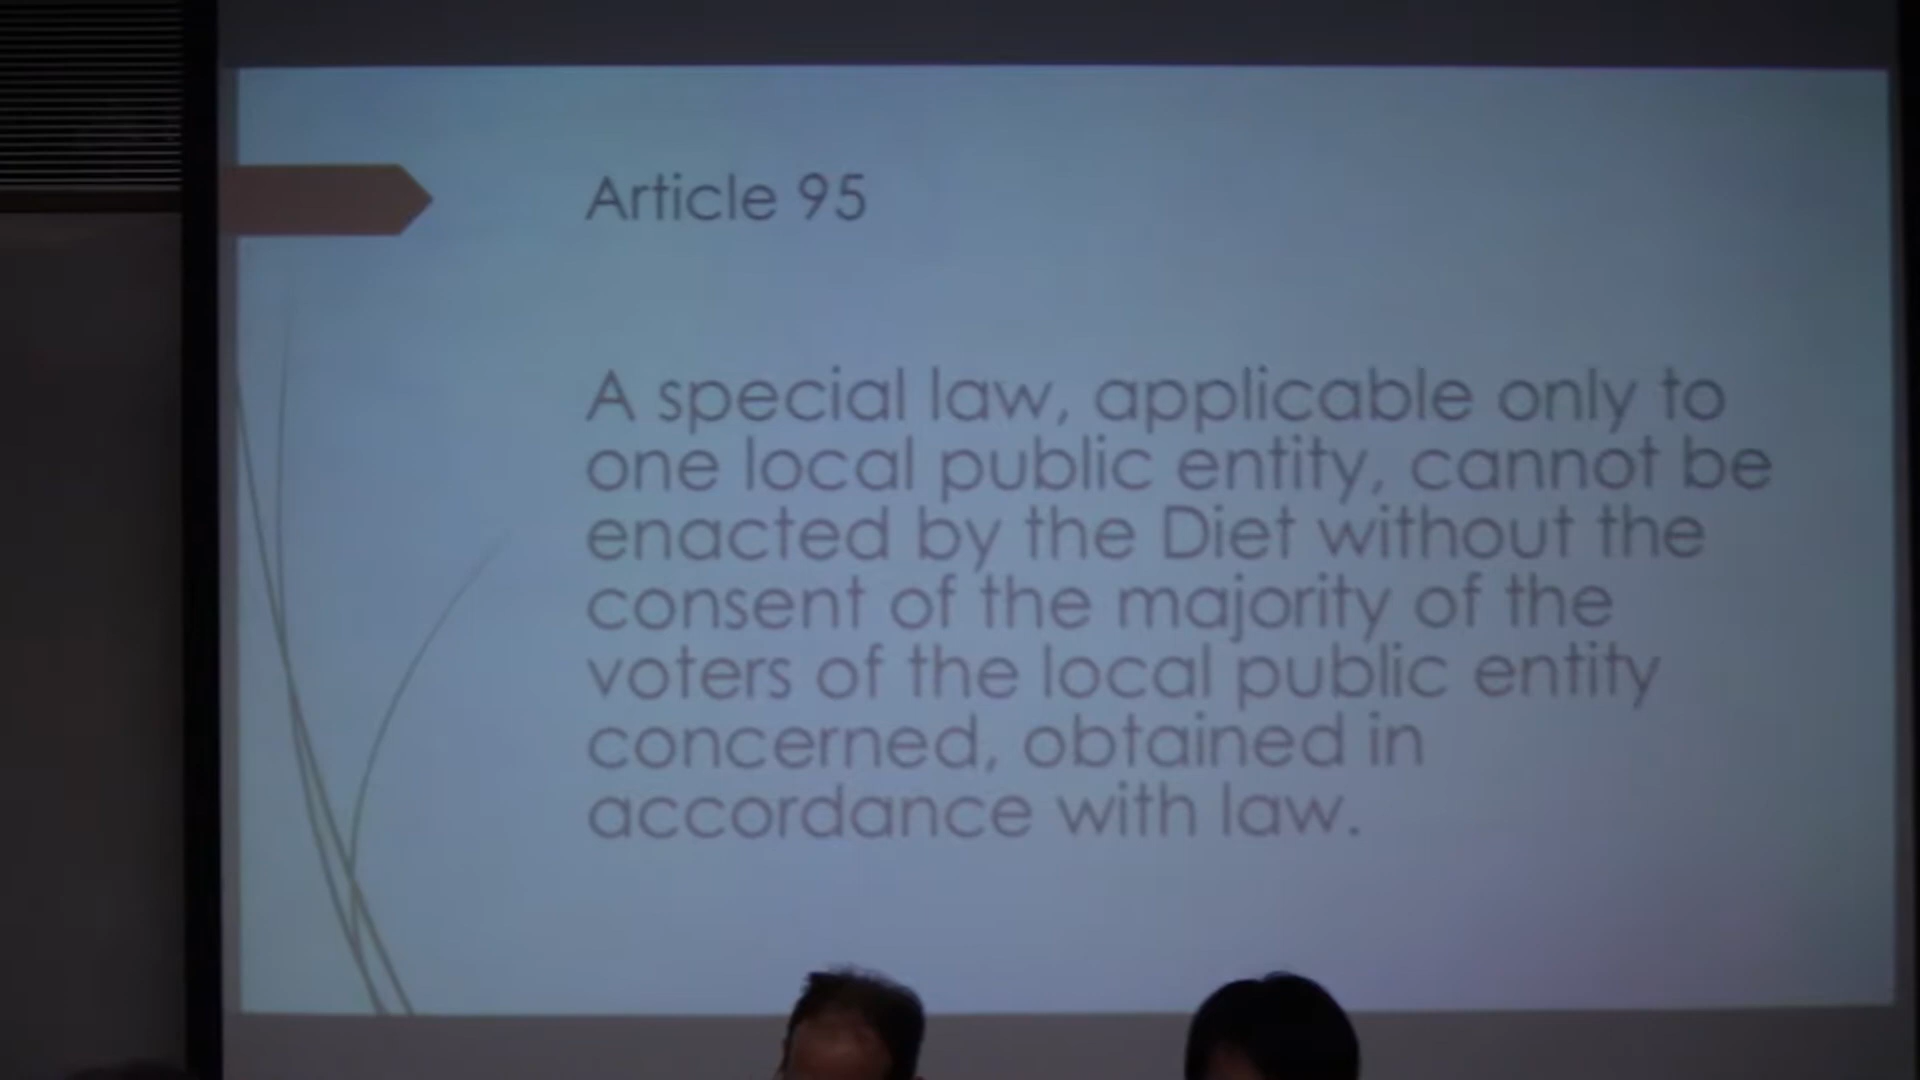 Article 95
A special law, applicable only to
one local public entity, cannot be
enacted by the Diet without the
consent of the majority of the
voters of the local public entity
concerned, obtained in
accordance with law.